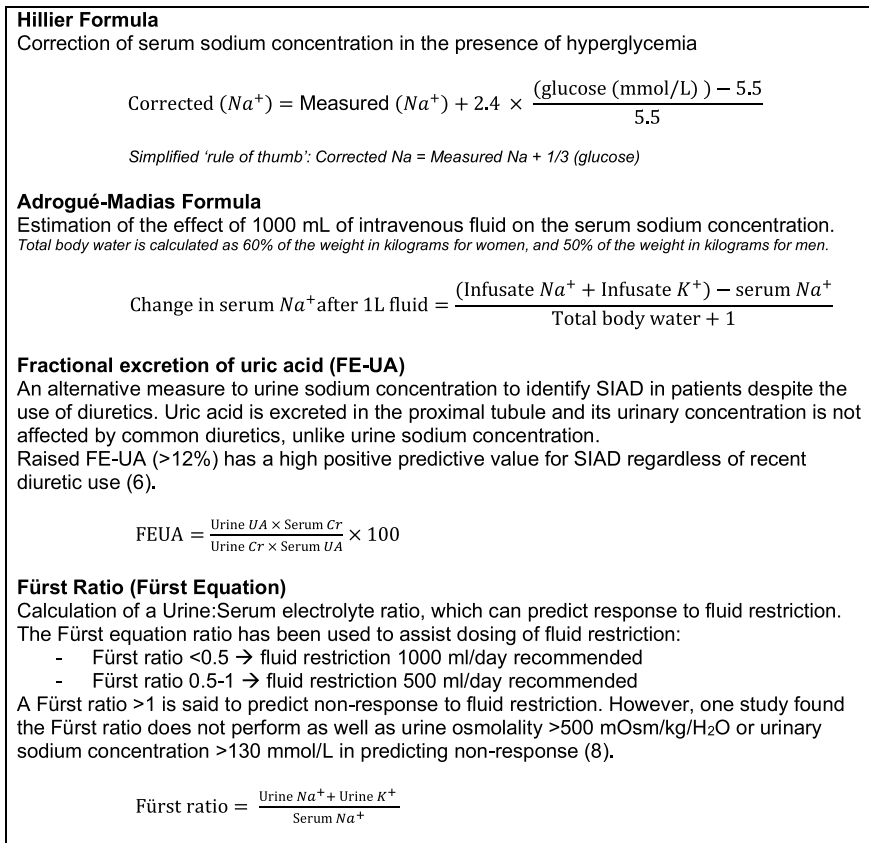 Hillier Formula
Correction of serum sodium concentration in the presence of hyperglycemia
Corrected (Na⁺) = Measured (Na⁺) + 2.4 × (glucose (mmol/L) ) − 5.5 / 5.5
Simplified ‘rule of thumb’: Corrected Na = Measured Na + 1/3 (glucose)
Adrogué-Madias Formula
Estimation of the effect of 1000 mL of intravenous fluid on the serum sodium concentration.
Total body water is calculated as 60% of the weight in kilograms for women, and 50% of the weight in kilograms for men.
Change in serum Na⁺after 1L fluid = (Infusate Na⁺ + Infusate K⁺) − serum Na⁺ / Total body water + 1
Fractional excretion of uric acid (FE-UA)
An alternative measure to urine sodium concentration to identify SIAD in patients despite the
use of diuretics. Uric acid is excreted in the proximal tubule and its urinary concentration is not
affected by common diuretics, unlike urine sodium concentration.
Raised FE-UA (>12%) has a high positive predictive value for SIAD regardless of recent
diuretic use (6).
FEUA = Urine UA × Serum Cr / Urine Cr × Serum UA × 100
Fürst Ratio (Fürst Equation)
Calculation of a Urine:Serum electrolyte ratio, which can predict response to fluid restriction.
The Fürst equation ratio has been used to assist dosing of fluid restriction:
- Fürst ratio <0.5 → fluid restriction 1000 ml/day recommended
- Fürst ratio 0.5-1 → fluid restriction 500 ml/day recommended
A Fürst ratio >1 is said to predict non-response to fluid restriction. However, one study found
the Fürst ratio does not perform as well as urine osmolality >500 mOsm/kg/H₂O or urinary
sodium concentration >130 mmol/L in predicting non-response (8).
Fürst ratio = Urine Na⁺ + Urine K⁺ / Serum Na⁺